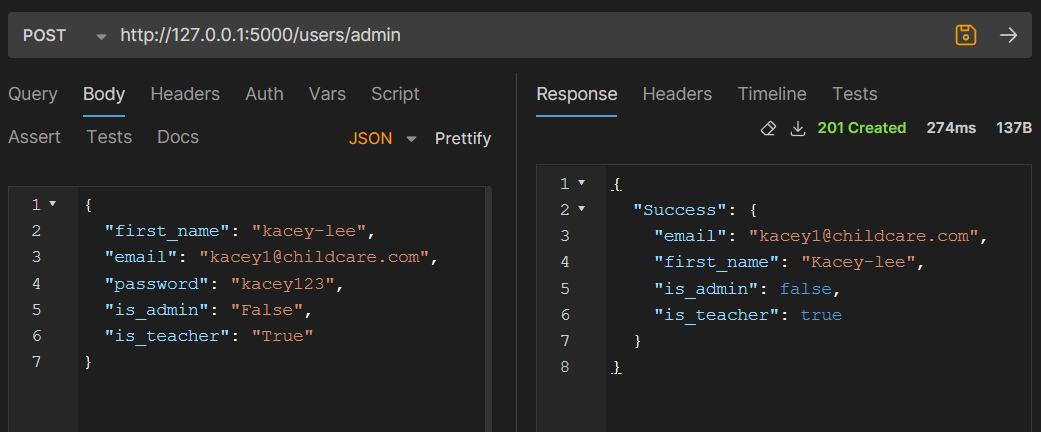 POST http://127.0.0.1:5000/users/admin
Query Body Headers Auth Vars Script
Assert Tests Docs JSON Prettify
1 {
2 "first_name": "kacey-lee",
3 "email": "kacey1@childcare.com",
4 "password": "kacey123",
5 "is_admin": "False",
6 "is_teacher": "True"
7 }
Response Headers Timeline Tests
201 Created 274ms 137B
1 {
2 "Success": {
3 "email": "kacey1@childcare.com",
4 "first_name": "Kacey-lee",
5 "is_admin": false,
6 "is_teacher": true
7 }
8 }